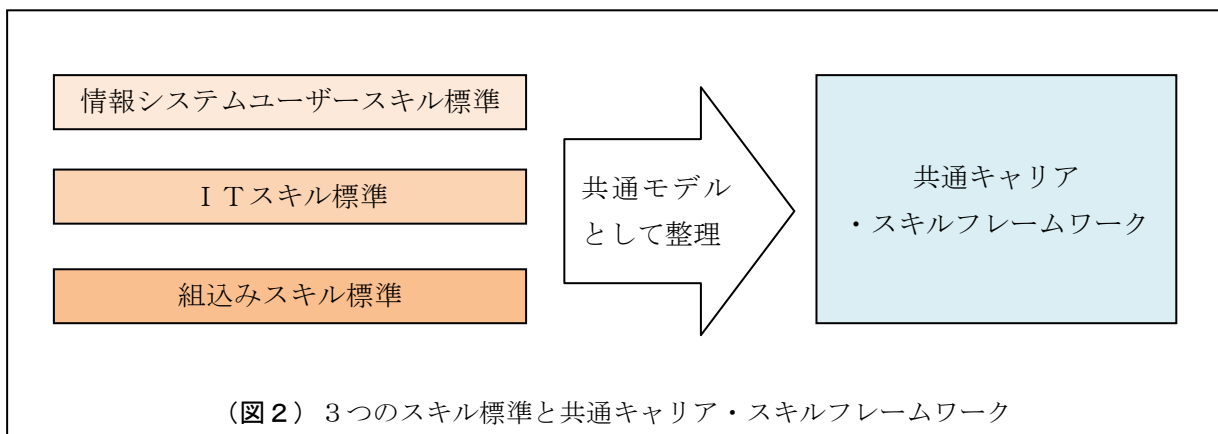 情報システムユーザースキル標準
ＩＴスキル標準
組込みスキル標準
共通モデル
として整理
共通キャリア
・スキルフレームワーク
（図２）３つのスキル標準と共通キャリア・スキルフレームワーク